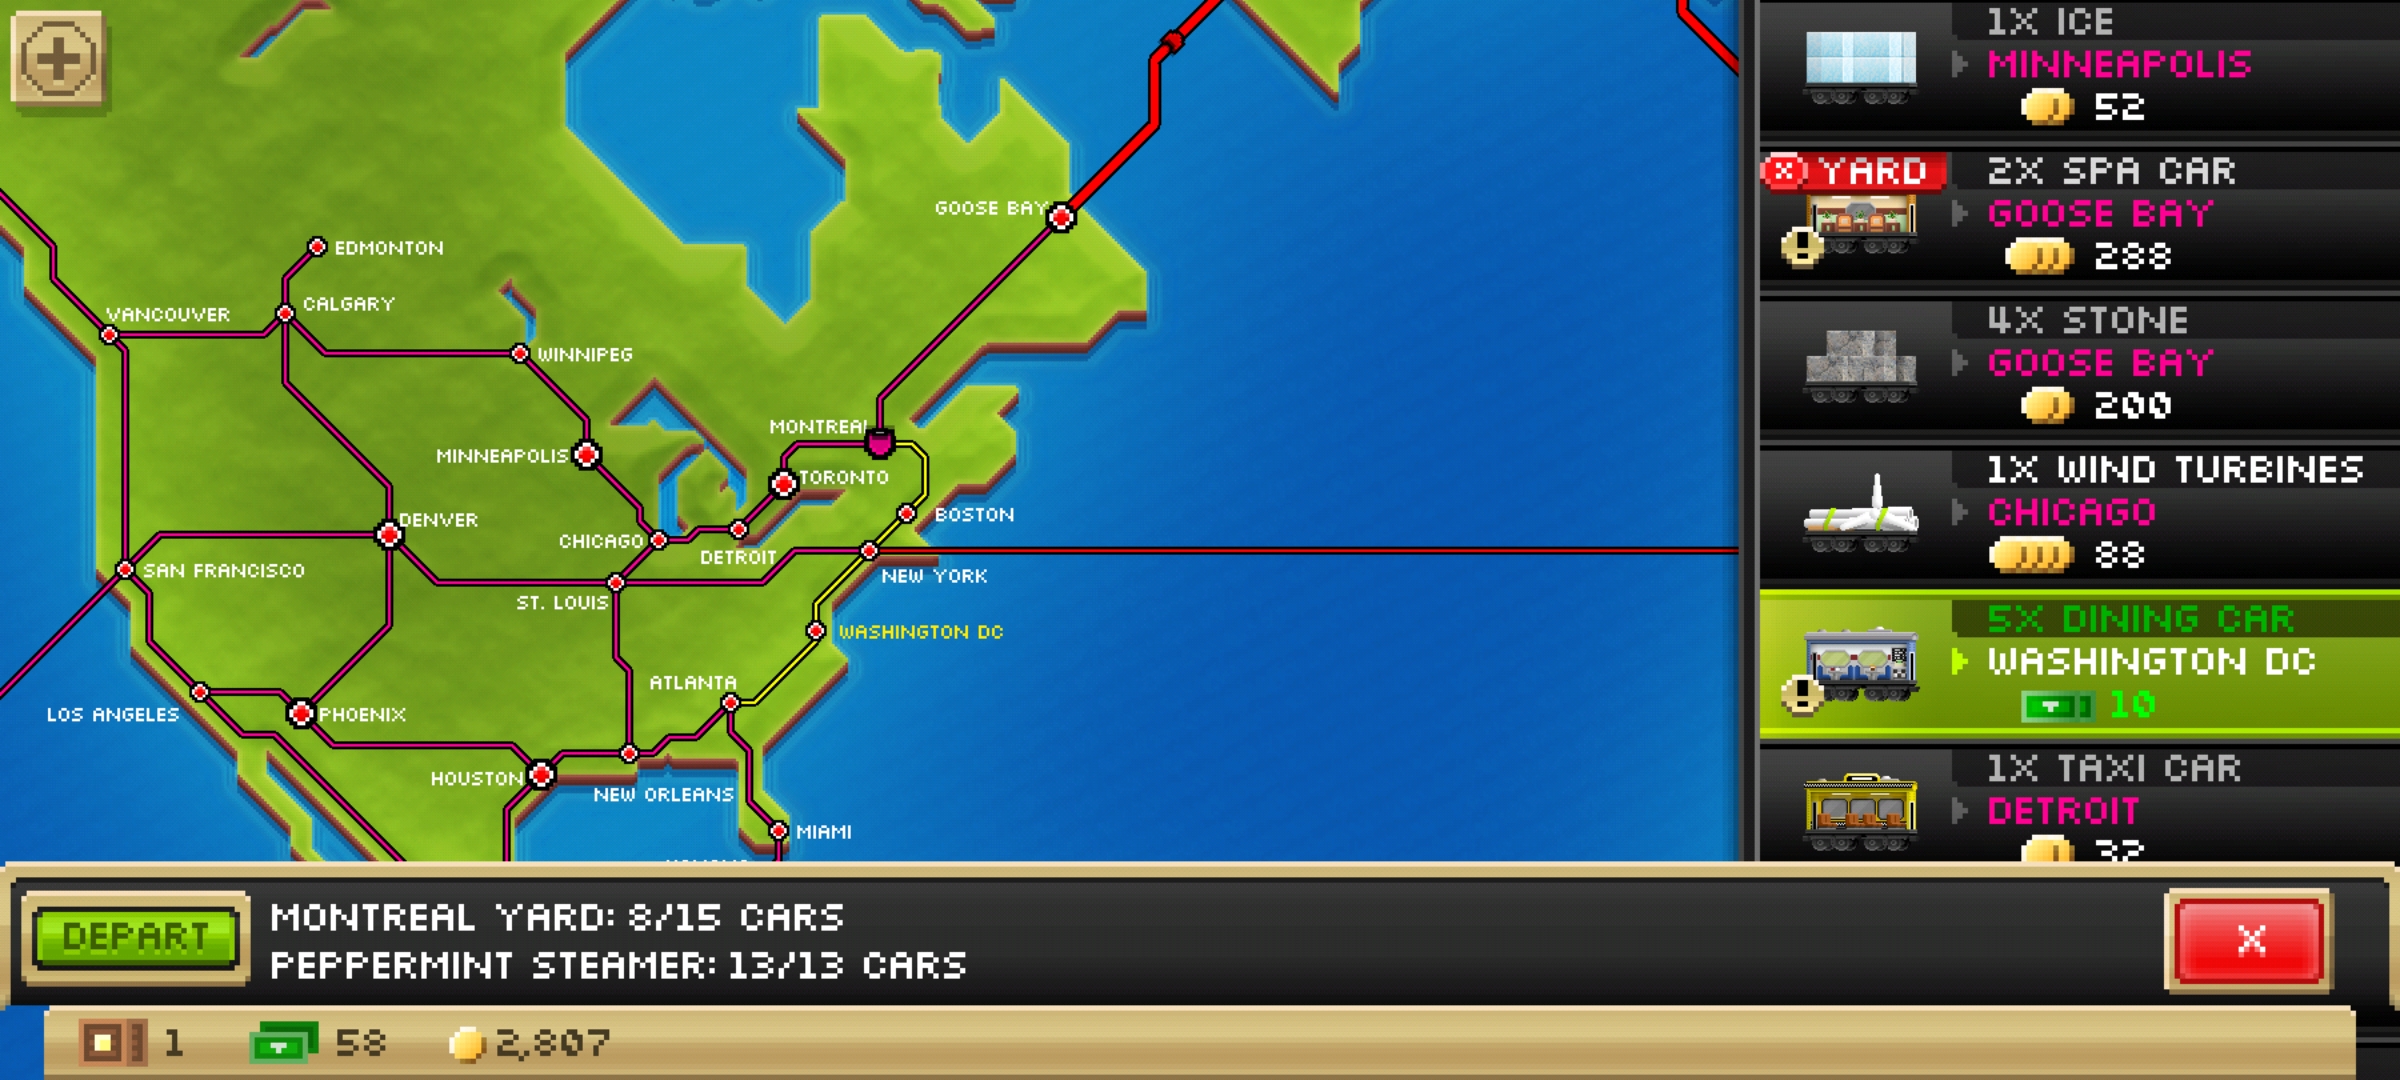 GOOSE BAY
EDMONTON
CALGARY
VANCOUVER
WINNIPEG
MONTREAL
MINNEAPOLIS
TORONTO
DENVER
BOSTON
CHICAGO
DETROIT
SAN FRANCISCO
NEW YORK
ST. LOUIS
WASHINGTON DC
ATLANTA
LOS ANGELES
PHOENIX
HOUSTON
NEW ORLEANS
MIAMI
1X ICE
MINNEAPOLIS
52
X YARD
2X SPA CAR
GOOSE BAY
288
4X STONE
GOOSE BAY
200
1X WIND TURBINES
CHICAGO
88
5X DINING CAR
WASHINGTON DC
10
1X TAXI CAR
DETROIT
32
DEPART
MONTREAL YARD: 8/15 CARS
PEPPERMINT STEAMER: 13/13 CARS
X
1
58
2,807